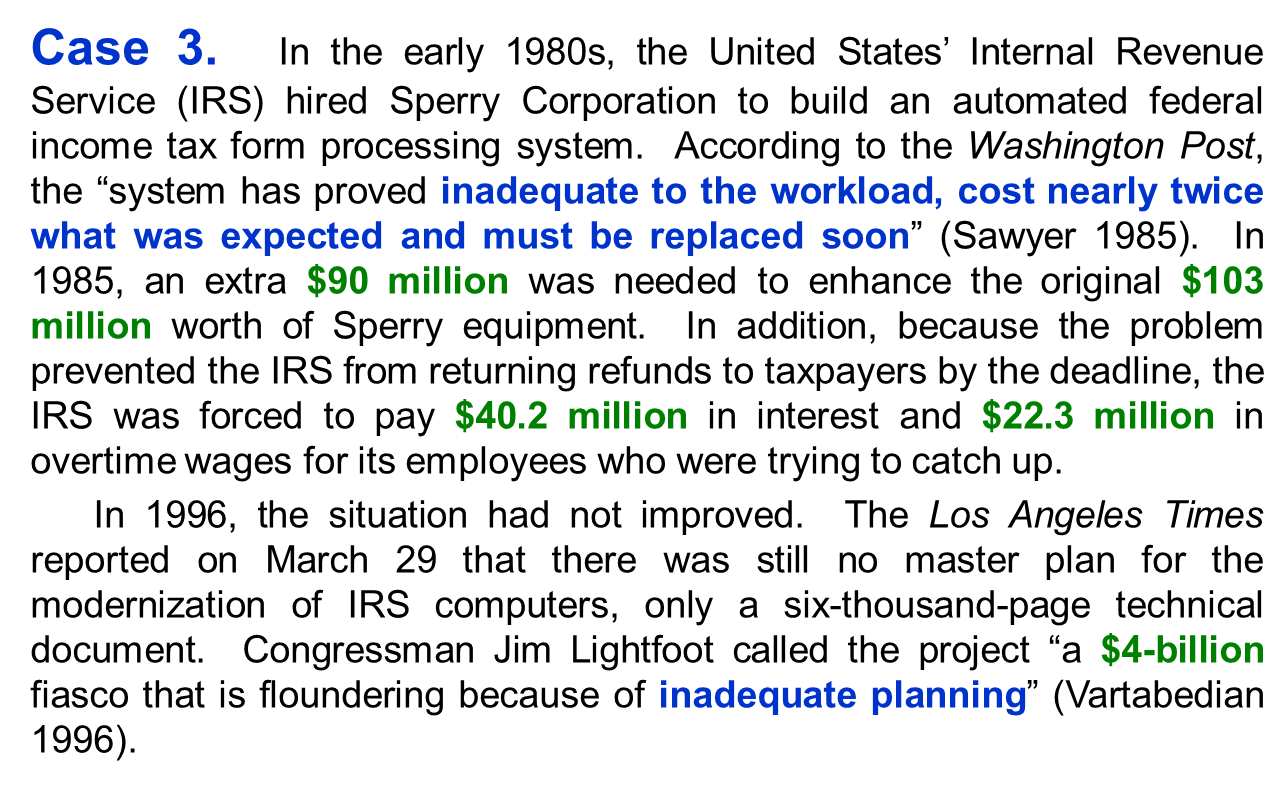 Case 3. In the early 1980s, the United States’ Internal Revenue
Service (IRS) hired Sperry Corporation to build an automated federal
income tax form processing system. According to the Washington Post,
the “system has proved inadequate to the workload, cost nearly twice
what was expected and must be replaced soon” (Sawyer 1985). In
1985, an extra $90 million was needed to enhance the original $103
million worth of Sperry equipment. In addition, because the problem
prevented the IRS from returning refunds to taxpayers by the deadline, the
IRS was forced to pay $40.2 million in interest and $22.3 million in
overtime wages for its employees who were trying to catch up.
In 1996, the situation had not improved. The Los Angeles Times
reported on March 29 that there was still no master plan for the
modernization of IRS computers, only a six-thousand-page technical
document. Congressman Jim Lightfoot called the project “a $4-billion
fiasco that is floundering because of inadequate planning” (Vartabedian
1996).